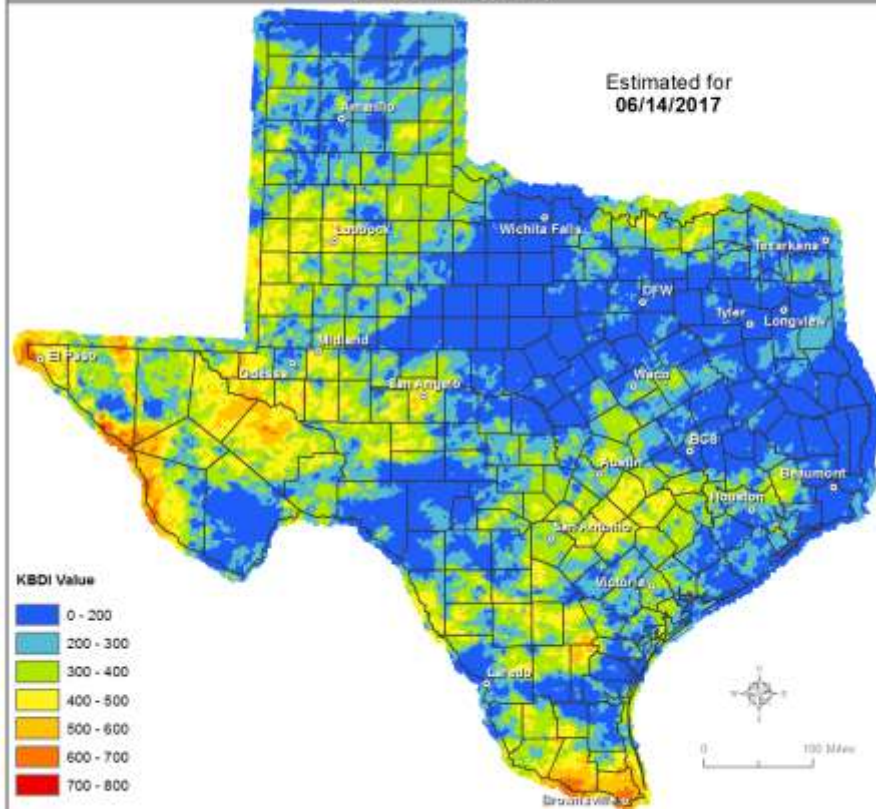 Estimated for
06/14/2017
Amarillo
Lubbock
Wichita Falls
Texarkana
DFW
Tyler
Longview
El Paso
Midland
Odessa
San Angelo
Waco
BCS
Austin
Beaumont
Houston
San Antonio
Victoria
Laredo
Brownsville
KBDI Value
0 - 200
200 - 300
300 - 400
400 - 500
500 - 600
600 - 700
700 - 800
0 190 Miles